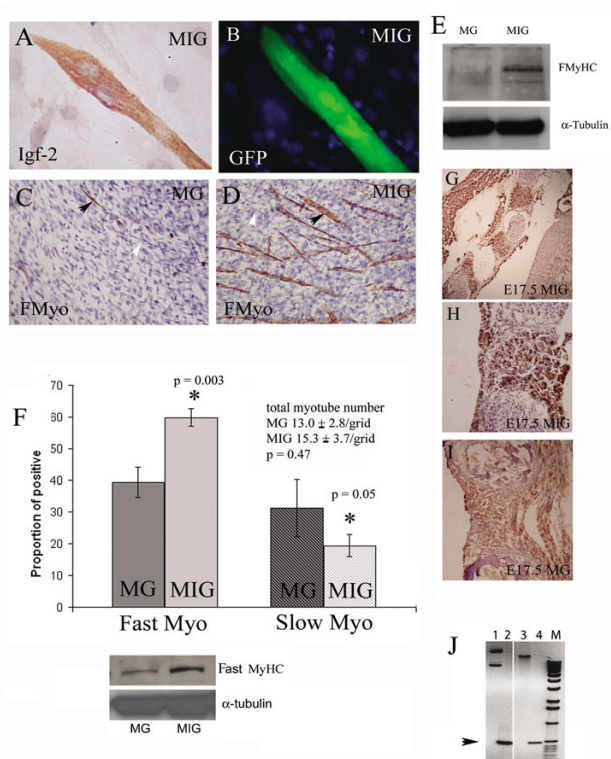 A
MIG
Igf-2
B
MIG
GFP
E
MG
MIG
FMyHC
α-Tubulin
C
MG
FMyo
D
MIG
FMyo
G
E17.5 MIG
H
E17.5 MIG
I
E17.5 MG
F
p = 0.003
*
total myotube number
MG 13.0 ± 2.8/grid
MIG 15.3 ± 3.7/grid
p = 0.47
p = 0.05
*
Proportion of positive
70
60
50
40
30
20
10
0
MG
MIG
MG
MIG
Fast Myo
Slow Myo
Fast MyHC
α-tubulin
MG
MIG
J
1 2 3 4 M